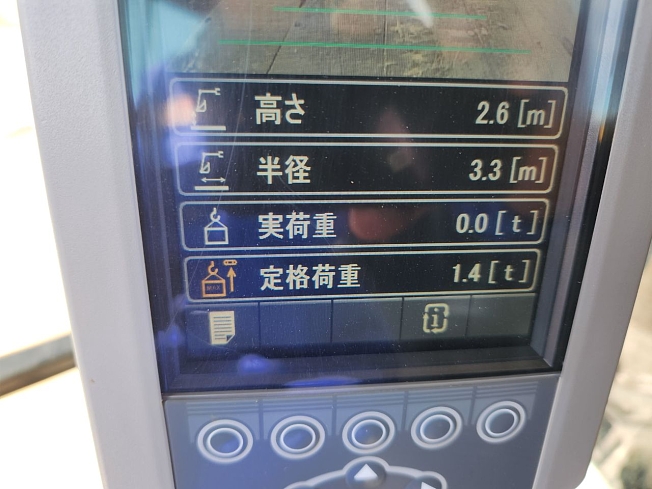 高さ 2.6 [m]
半径 3.3 [m]
実荷重 0.0 [t]
定格荷重 1.4 [t]